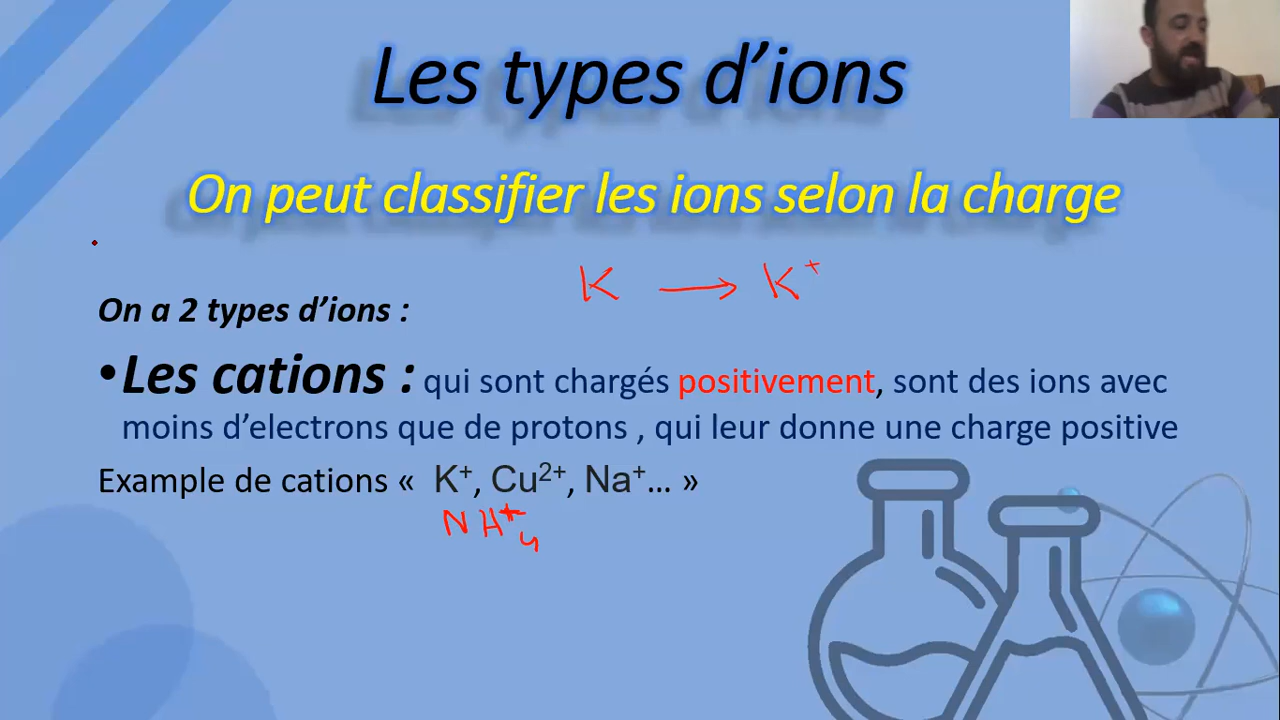 Les types d’ions
On peut classifier les ions selon la charge
K → K⁺
On a 2 types d’ions :
•Les cations : qui sont chargés positivement, sont des ions avec
moins d’electrons que de protons , qui leur donne une charge positive
Example de cations « K⁺, Cu²⁺, Na⁺... »
NH⁺₄